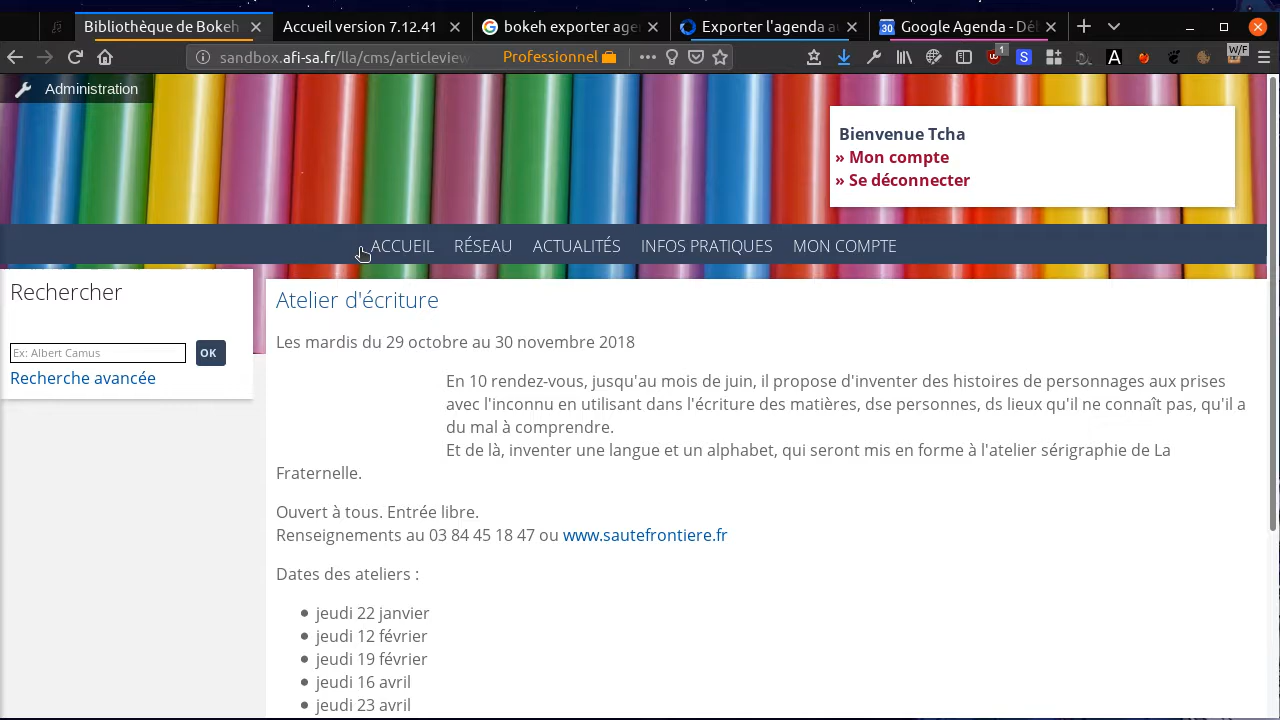 Bibliothèque de Bokeh
Accueil version 7.12.41
bokeh exporter age
Exporter l'agenda a
Google Agenda - Dé
sandbox.afi-sa.fr/lla/cms/articleview
Professionnel
1
S
A
W/F
Administration
Bienvenue Tcha
» Mon compte
» Se déconnecter
ACCUEIL RÉSEAU ACTUALITÉS INFOS PRATIQUES MON COMPTE
Rechercher
Ex: Albert Camus
OK
Recherche avancée
Atelier d'écriture
Les mardis du 29 octobre au 30 novembre 2018
En 10 rendez-vous, jusqu'au mois de juin, il propose d'inventer des histoires de personnages aux prises
avec l'inconnu en utilisant dans l'écriture des matières, dse personnes, ds lieux qu'il ne connaît pas, qu'il a
du mal à comprendre.
Et de là, inventer une langue et un alphabet, qui seront mis en forme à l'atelier sérigraphie de La
Fraternelle.
Ouvert à tous. Entrée libre.
Renseignements au 03 84 45 18 47 ou www.sautefrontiere.fr
Dates des ateliers :
jeudi 22 janvier
jeudi 12 février
jeudi 19 février
jeudi 16 avril
jeudi 23 avril